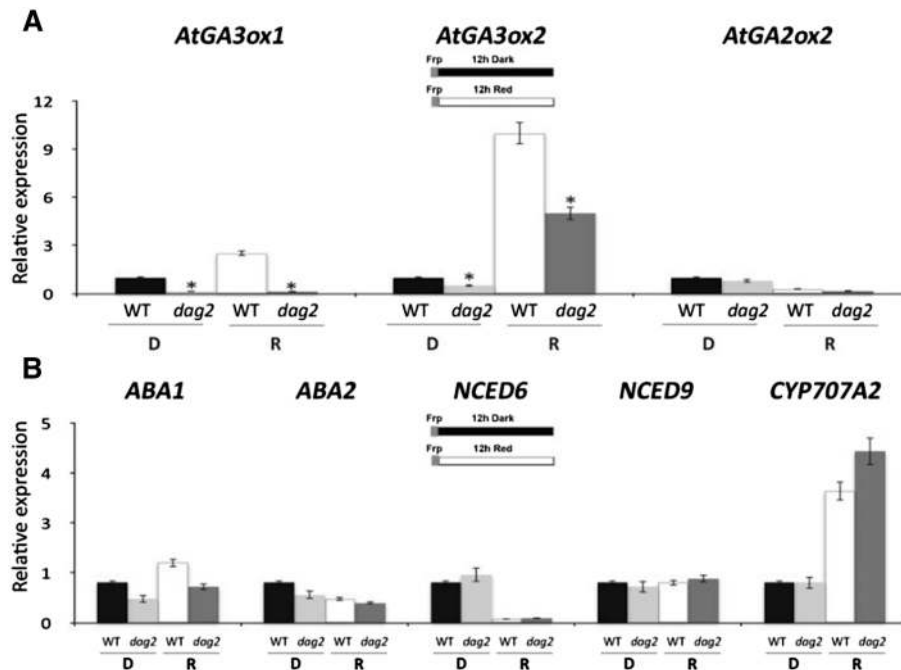 A
AtGA3ox1 AtGA3ox2 AtGA2ox2
Frp 12h Dark
Frp 12h Red
Relative expression
12
9
6
3
0
* * * *
WT dag2 WT dag2 WT dag2 WT dag2 WT dag2 WT dag2
D R D R D R
B
ABA1 ABA2 NCED6 NCED9 CYP707A2
Frp 12h Dark
Frp 12h Red
Relative expression
5
4
3
1
0
WT dag2 WT dag2 WT dag2 WT dag2 WT dag2 WT dag2 WT dag2 WT dag2 WT dag2 WT dag2
D R D R D R D R D R